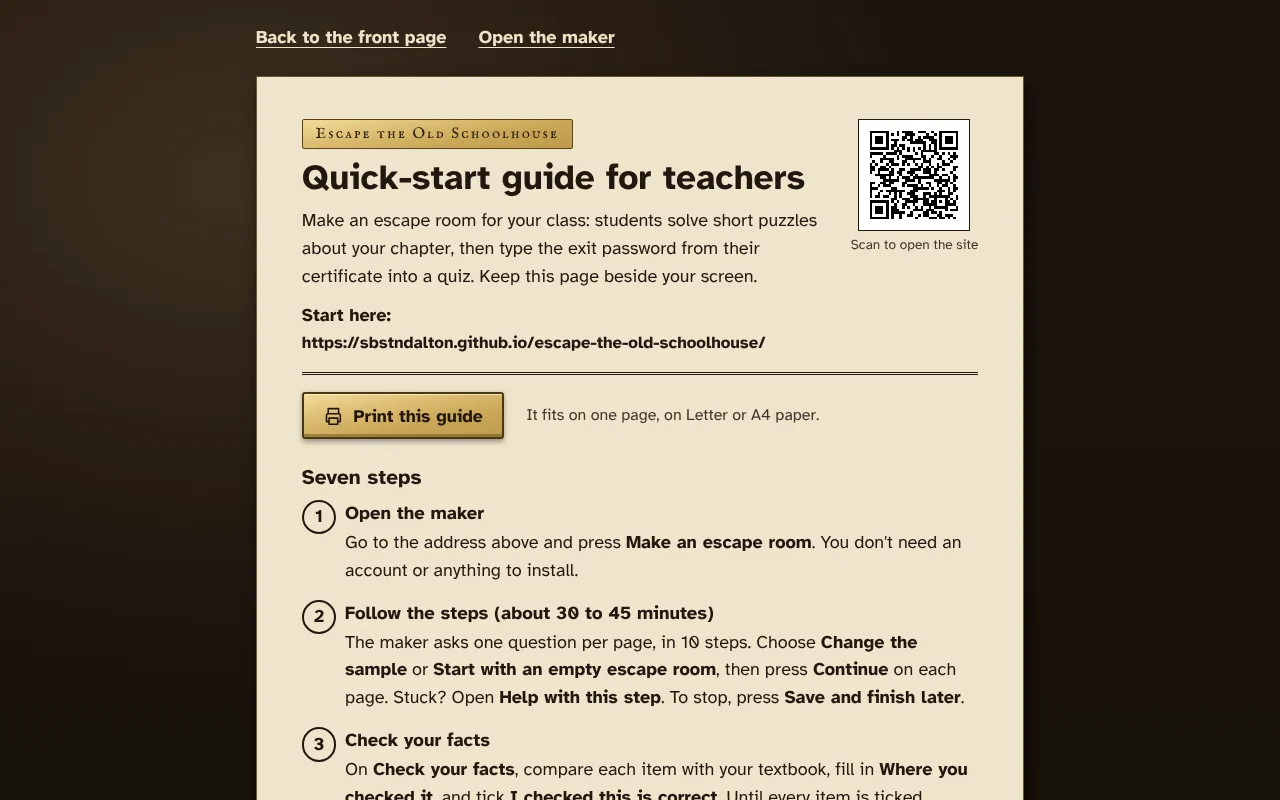 Back to the front page
Open the maker
Escape the Old Schoolhouse
Quick-start guide for teachers
Make an escape room for your class: students solve short puzzles
about your chapter, then type the exit password from their
certificate into a quiz. Keep this page beside your screen.
Scan to open the site
Start here:
https://sbstndalton.github.io/escape-the-old-schoolhouse/
Print this guide
It fits on one page, on Letter or A4 paper.
Seven steps
1
Open the maker
Go to the address above and press Make an escape room. You don't need an
account or anything to install.
2
Follow the steps (about 30 to 45 minutes)
The maker asks one question per page, in 10 steps. Choose Change the
sample or Start with an empty escape room, then press Continue on each
page. Stuck? Open Help with this step. To stop, press Save and finish later.
3
Check your facts
On Check your facts, compare each item with your textbook, fill in Where you
checked it, and tick I checked this is correct. Until every item is ticked,